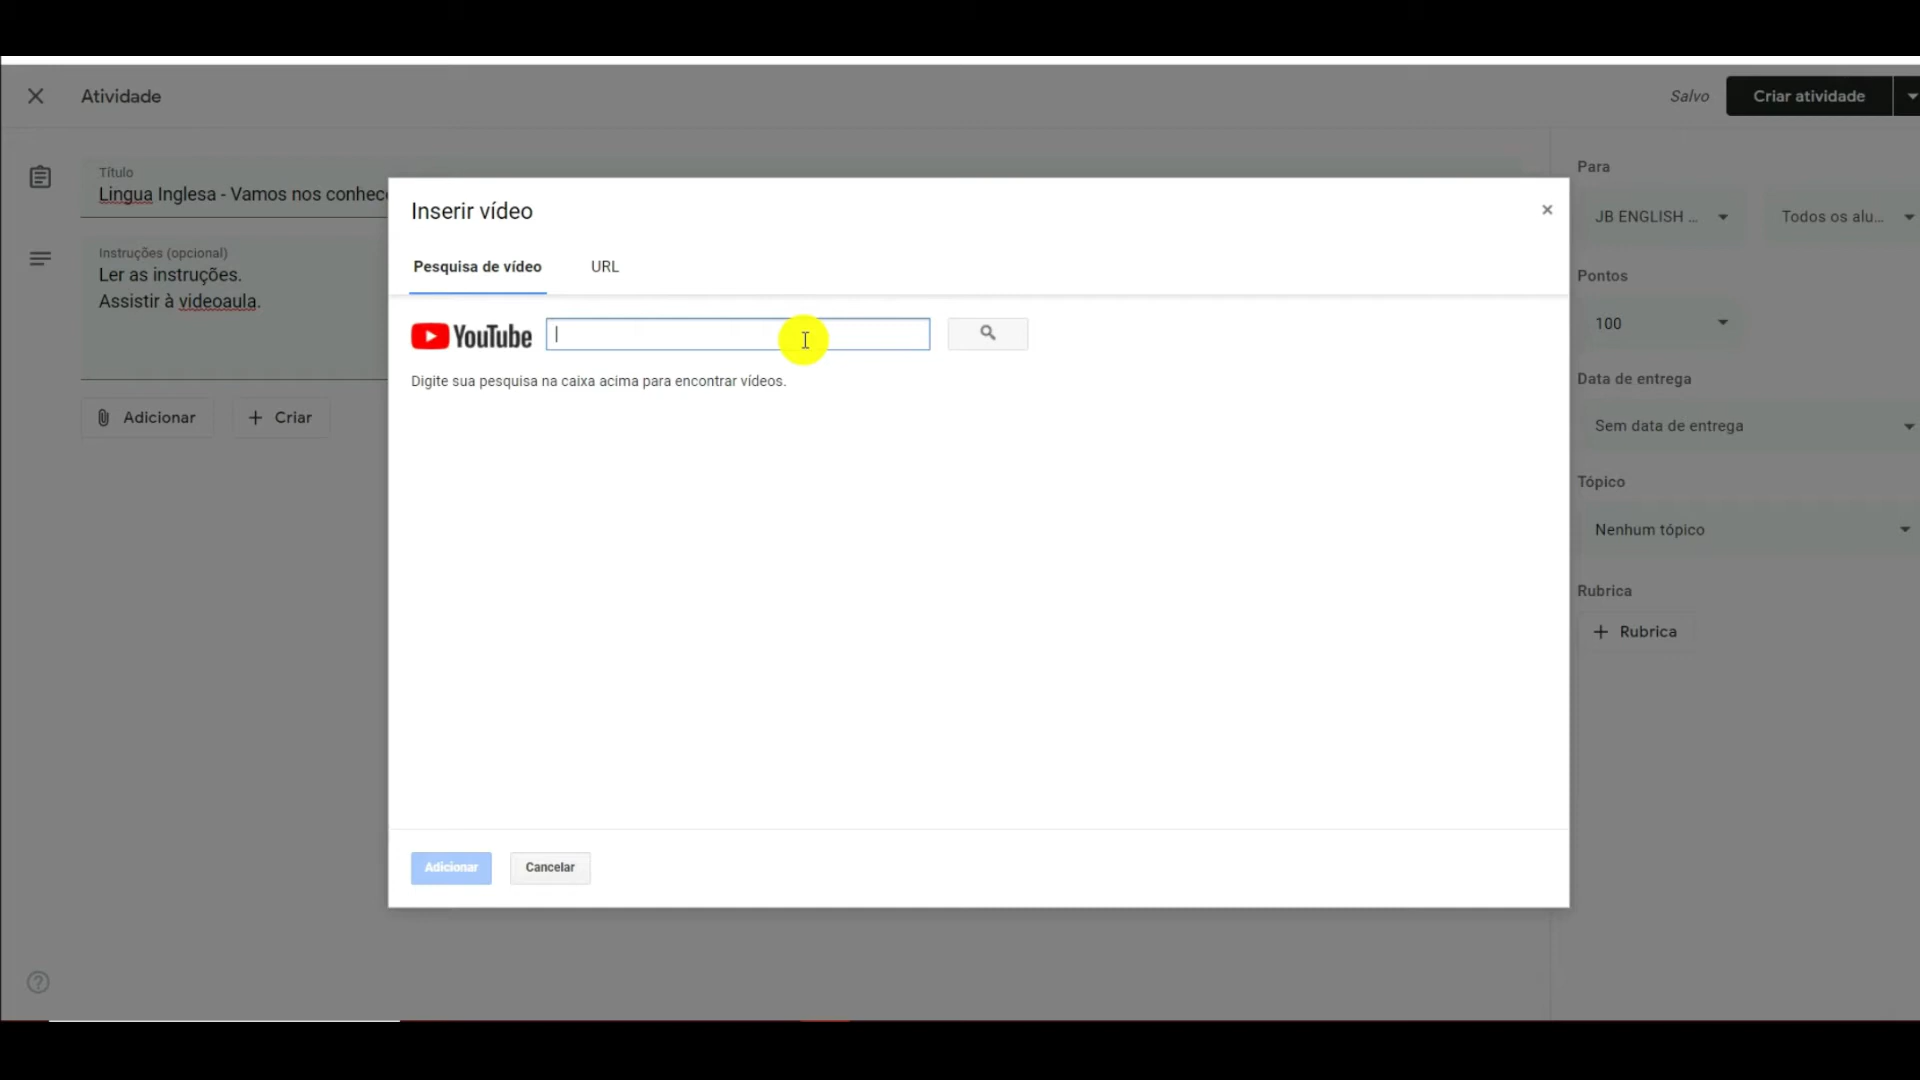 Atividade
Salvo
Criar atividade
Título
Lingua Inglesa - Vamos nos
Instruções (opcional)
Ler as instruções.
Assistir à videoaula.
Adicionar
Criar
Inserir vídeo
Pesquisa de vídeo
URL
YouTube
Digite sua pesquisa na caixa acima para encontrar vídeos.
Adicionar
Cancelar
Para
JB ENGLISH ...
Todos os alu...
Pontos
100
Data de entrega
Sem data de entrega
Tópico
Nenhum tópico
Rubrica
Rubrica